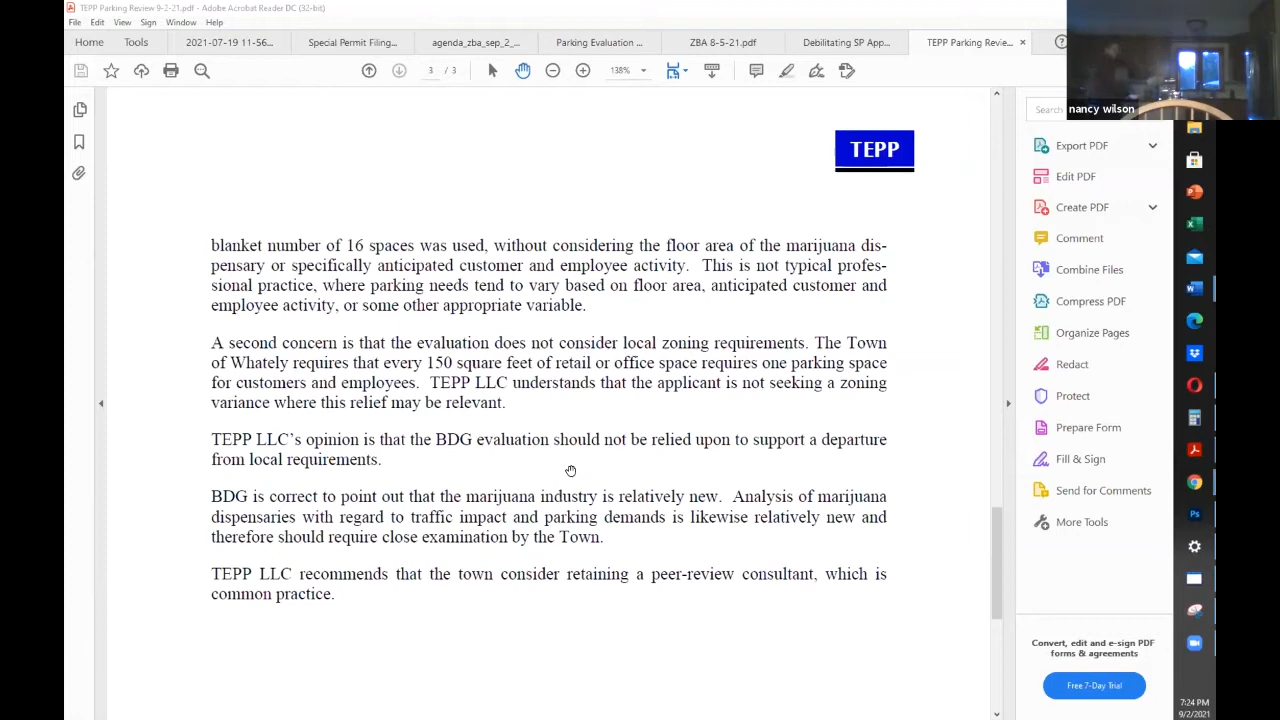 TEPP Parking Review 9-2-21.pdf - Adobe Acrobat Reader DC (32-bit)
File Edit View Sign Window Help
Home Tools 2021-07-19 11-56... Special Permit Filing... agenda_zba_sep_2_... Parking Evaluation ... ZBA 8-5-21.pdf Debilitating SP App... TEPP Parking Revie... ×
3 / 3 138%
nancy wilson
Search
TEPP
blanket number of 16 spaces was used, without considering the floor area of the marijuana dis-
pensary or specifically anticipated customer and employee activity. This is not typical profes-
sional practice, where parking needs tend to vary based on floor area, anticipated customer and
employee activity, or some other appropriate variable.
A second concern is that the evaluation does not consider local zoning requirements. The Town
of Whately requires that every 150 square feet of retail or office space requires one parking space
for customers and employees. TEPP LLC understands that the applicant is not seeking a zoning
variance where this relief may be relevant.
TEPP LLC's opinion is that the BDG evaluation should not be relied upon to support a departure
from local requirements.
BDG is correct to point out that the marijuana industry is relatively new. Analysis of marijuana
dispensaries with regard to traffic impact and parking demands is likewise relatively new and
therefore should require close examination by the Town.
TEPP LLC recommends that the town consider retaining a peer-review consultant, which is
common practice.
Export PDF
Edit PDF
Create PDF
Comment
Combine Files
Compress PDF
Organize Pages
Redact
Protect
Prepare Form
Fill & Sign
Send for Comments
More Tools
Convert, edit and e-sign PDF
forms & agreements
Free 7-Day Trial
7:24 PM
9/2/2021